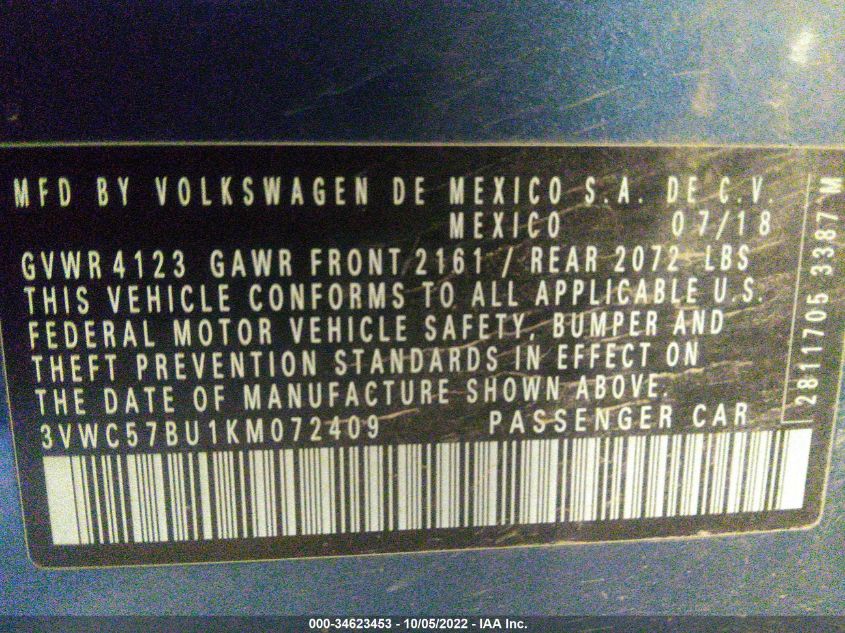 MFD BY VOLKSWAGEN DE MEXICO S.A. DE C.V.
MEXICO 07/18
GVWR 4123 GAWR FRONT 2161 / REAR 2072 LBS
THIS VEHICLE CONFORMS TO ALL APPLICABLE U.S.
FEDERAL MOTOR VEHICLE SAFETY, BUMPER AND
THEFT PREVENTION STANDARDS IN EFFECT ON
THE DATE OF MANUFACTURE SHOWN ABOVE.
3VWC57BU1KM072409 PASSENGER CAR
2811705 3387 M
000-34623453 - 10/05/2022 - IAA Inc.